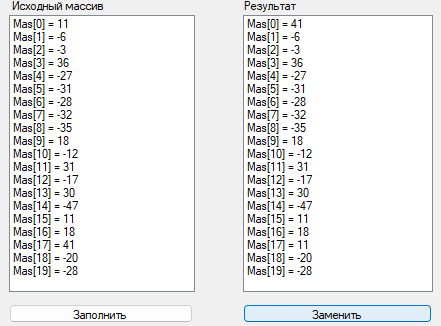 Исходный массив
Mas[0] = 11
Mas[1] = -6
Mas[2] = -3
Mas[3] = 36
Mas[4] = -27
Mas[5] = -31
Mas[6] = -28
Mas[7] = -32
Mas[8] = -35
Mas[9] = 18
Mas[10] = -12
Mas[11] = 31
Mas[12] = -17
Mas[13] = 30
Mas[14] = -47
Mas[15] = 11
Mas[16] = 18
Mas[17] = 41
Mas[18] = -20
Mas[19] = -28
Заполнить
Результат
Mas[0] = 41
Mas[1] = -6
Mas[2] = -3
Mas[3] = 36
Mas[4] = -27
Mas[5] = -31
Mas[6] = -28
Mas[7] = -32
Mas[8] = -35
Mas[9] = 18
Mas[10] = -12
Mas[11] = 31
Mas[12] = -17
Mas[13] = 30
Mas[14] = -47
Mas[15] = 11
Mas[16] = 18
Mas[17] = 11
Mas[18] = -20
Mas[19] = -28
Заменить